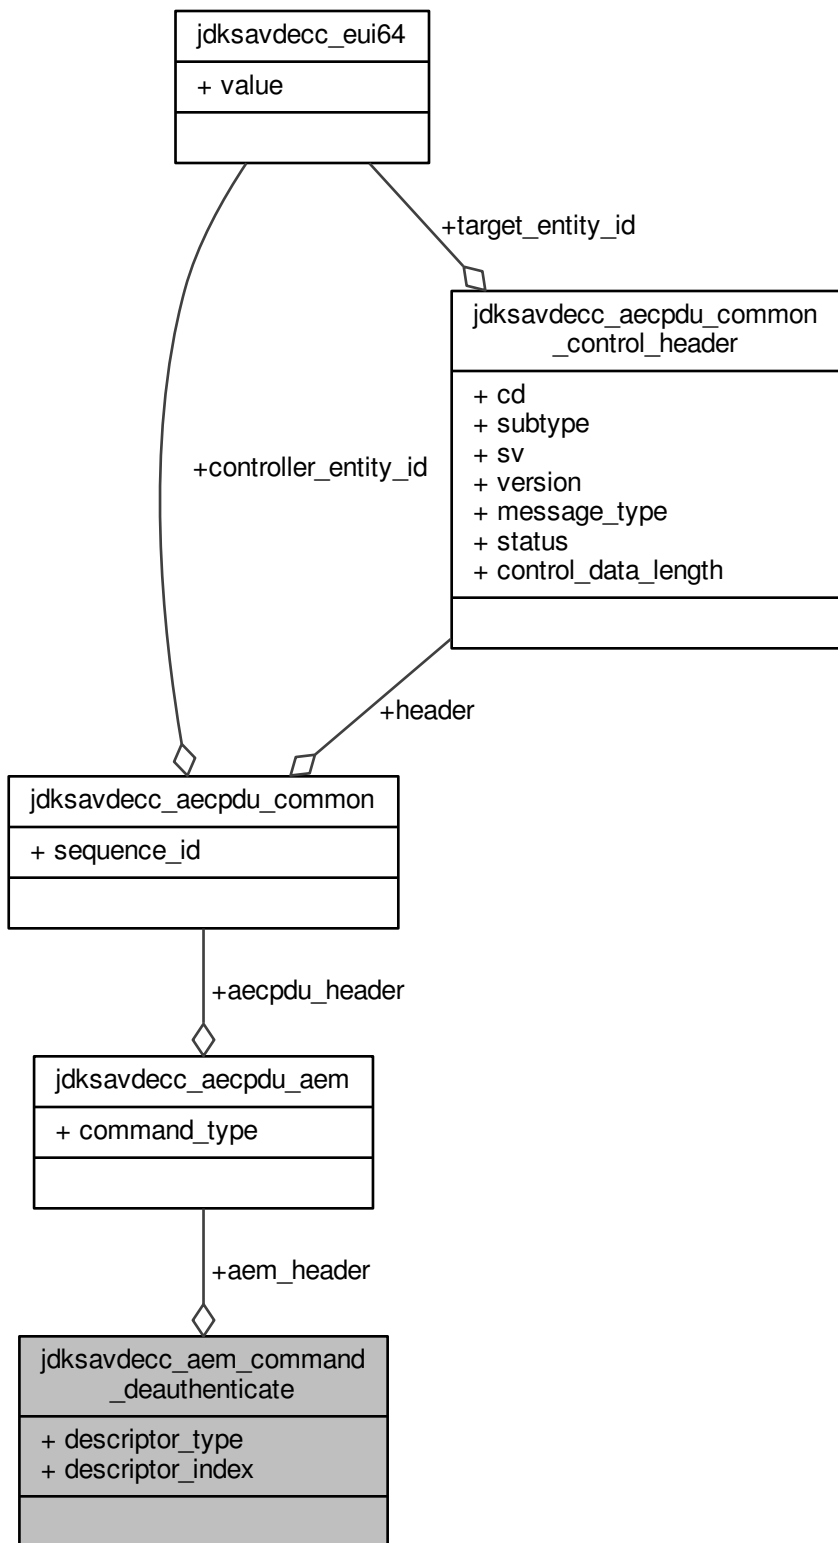 jdksavdecc_eui64
+ value
+target_entity_id
jdksavdecc_aecpdu_common
_control_header
+ cd
+ subtype
+ sv
+ version
+ message_type
+ status
+ control_data_length
+controller_entity_id
+header
jdksavdecc_aecpdu_common
+ sequence_id
+aecpdu_header
jdksavdecc_aecpdu_aem
+ command_type
+aem_header
jdksavdecc_aem_command
_deauthenticate
+ descriptor_type
+ descriptor_index